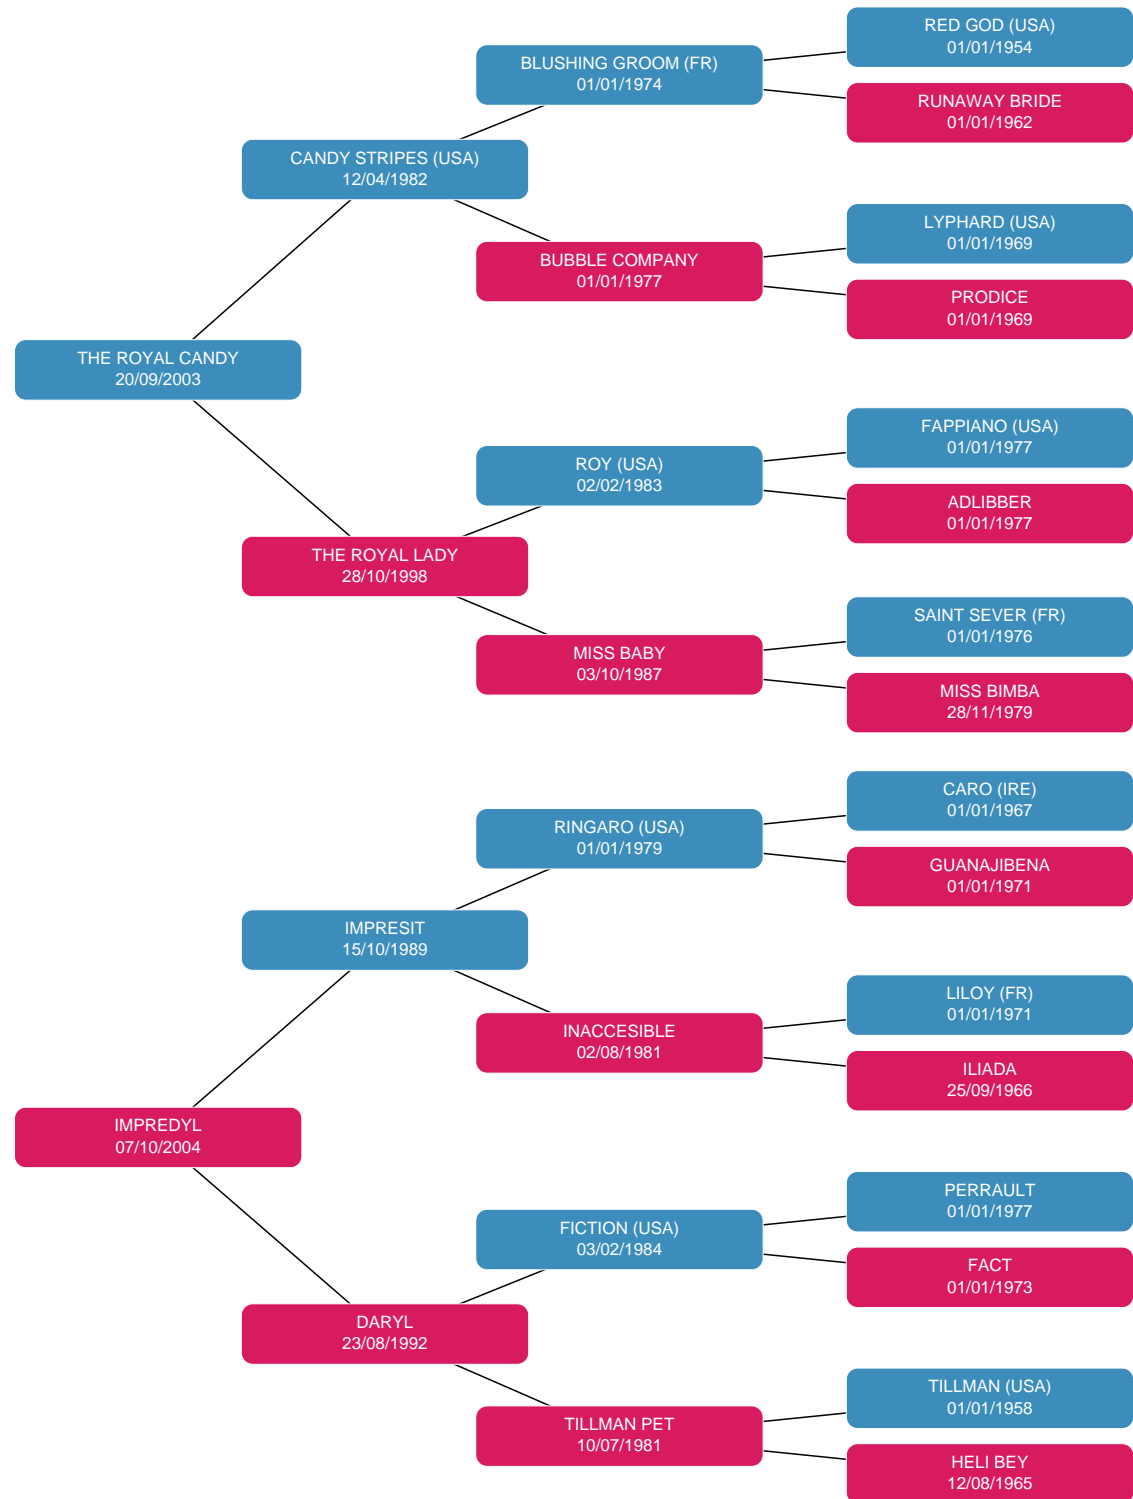 RED GOD (USA)
01/01/1954
BLUSHING GROOM (FR)
01/01/1974
RUNAWAY BRIDE
01/01/1962
CANDY STRIPES (USA)
12/04/1982
LYPHARD (USA)
01/01/1969
BUBBLE COMPANY
01/01/1977
PRODICE
01/01/1969
THE ROYAL CANDY
20/09/2003
FAPPIANO (USA)
01/01/1977
ROY (USA)
02/02/1983
ADLIBBER
01/01/1977
THE ROYAL LADY
28/10/1998
SAINT SEVER (FR)
01/01/1976
MISS BABY
03/10/1987
MISS BIMBA
28/11/1979
CARO (IRE)
01/01/1967
RINGARO (USA)
01/01/1979
GUANAJIBENA
01/01/1971
IMPRESIT
15/10/1989
LILOY (FR)
01/01/1971
INACCESIBLE
02/08/1981
ILIADA
25/09/1966
IMPREDYL
07/10/2004
PERRAULT
01/01/1977
FICTION (USA)
03/02/1984
FACT
01/01/1973
DARYL
23/08/1992
TILLMAN (USA)
01/01/1958
TILLMAN PET
10/07/1981
HELI BEY
12/08/1965